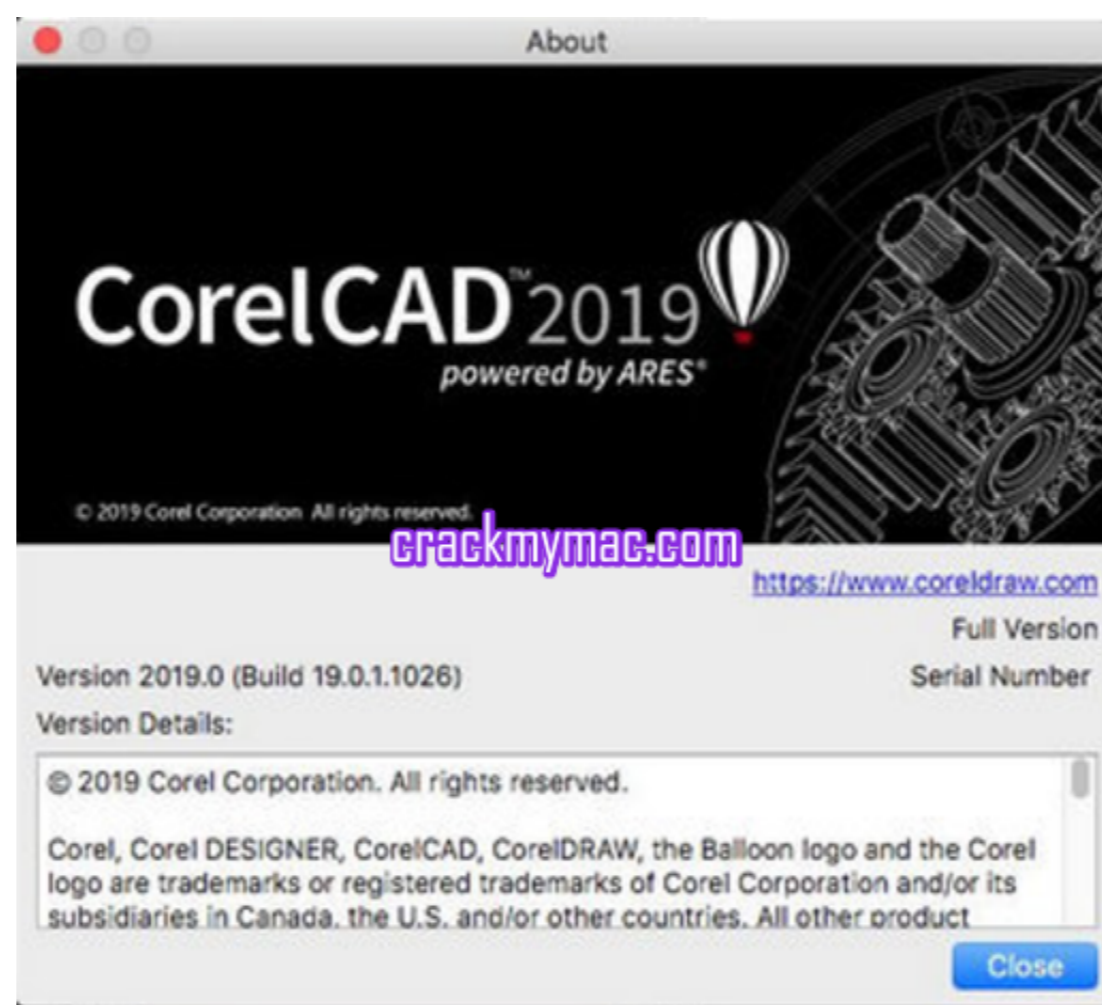 About
CorelCAD™ 2019
powered by ARES®
© 2019 Corel Corporation All rights reserved.
crackmymac.com
https://www.coreldraw.com
Full Version
Version 2019.0 (Build 19.0.1.1026)
Serial Number
Version Details:
© 2019 Corel Corporation. All rights reserved.
Corel, Corel DESIGNER, CorelCAD, CorelDRAW, the Balloon logo and the Corel
logo are trademarks or registered trademarks of Corel Corporation and/or its
subsidiaries in Canada, the U.S. and/or other countries. All other product
Close